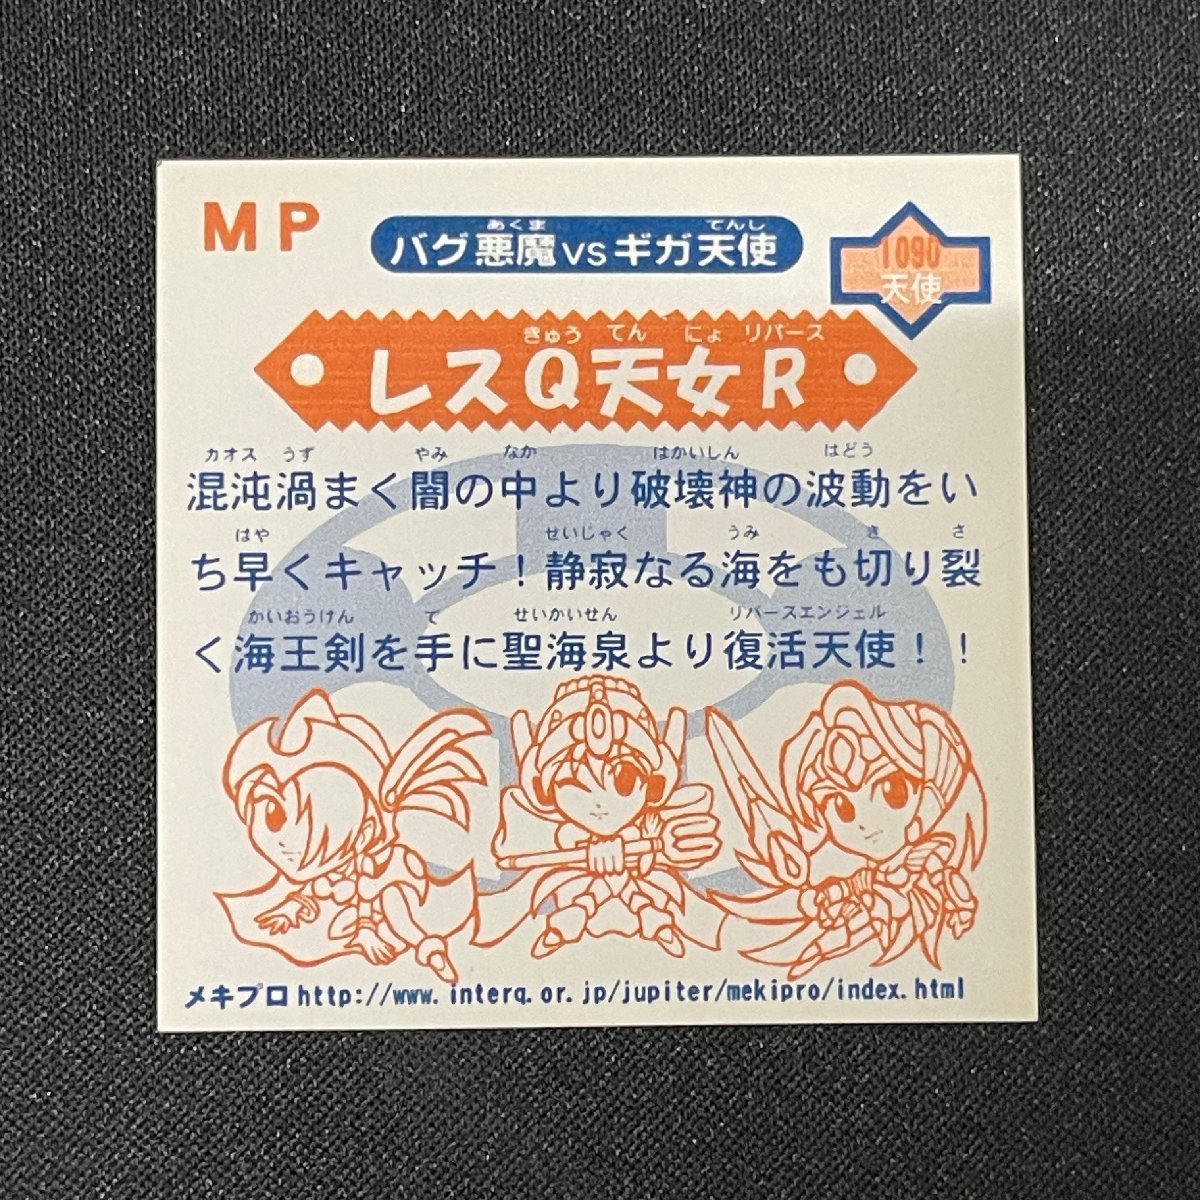 MP
あくま てんし
バグ悪魔vsギガ天使
1090
天使
きゅう てん にょ リバース
レスQ天女R
カオス うず やみ なか はかいしん はどう
混沌渦まく闇の中より破壊神の波動をい
はや せいじゃく うみ き さ
ち早くキャッチ！静寂なる海をも切り裂
かいおうけん て せいかいせん リバースエンジェル
く海王剣を手に聖海泉より復活天使！！
メキプロhttp://www.interq.or.jp/jupiter/mekipro/index.html